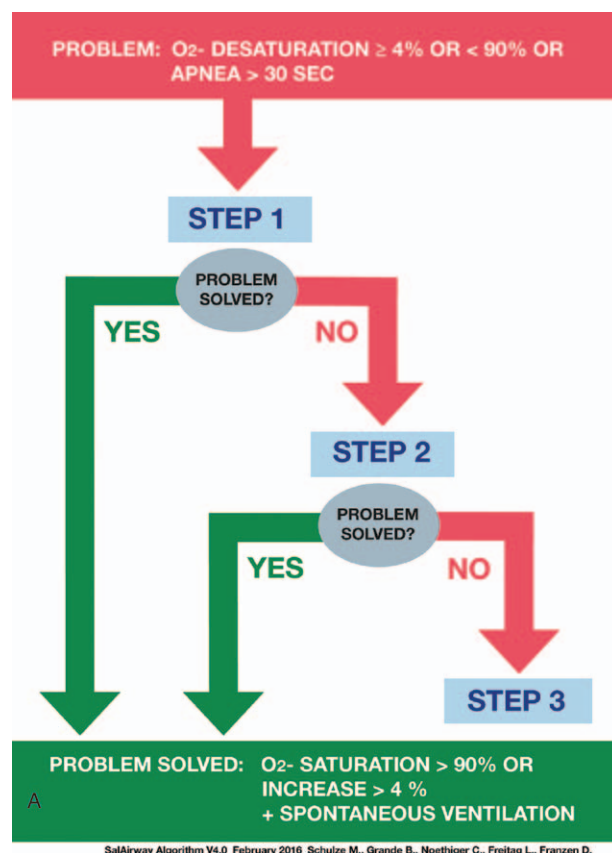 PROBLEM: O2- DESATURATION ≥ 4% OR < 90% OR
APNEA > 30 SEC
STEP 1
PROBLEM
SOLVED?
YES
NO
STEP 2
PROBLEM
SOLVED?
YES
NO
STEP 3
PROBLEM SOLVED: O2- SATURATION > 90% OR
INCREASE > 4 %
+ SPONTANEOUS VENTILATION
A
SalAirway Algorithm V4.0 February 2016 Schulze M., Grande B., Noethiger C., Freitag L., Franzen D.